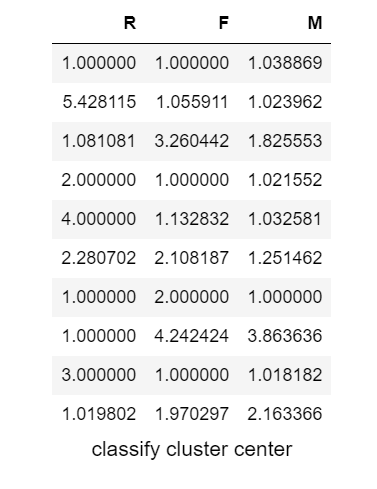 R F M
1.000000 1.000000 1.038869
5.428115 1.055911 1.023962
1.081081 3.260442 1.825553
2.000000 1.000000 1.021552
4.000000 1.132832 1.032581
2.280702 2.108187 1.251462
1.000000 2.000000 1.000000
1.000000 4.242424 3.863636
3.000000 1.000000 1.018182
1.019802 1.970297 2.163366
classify cluster center